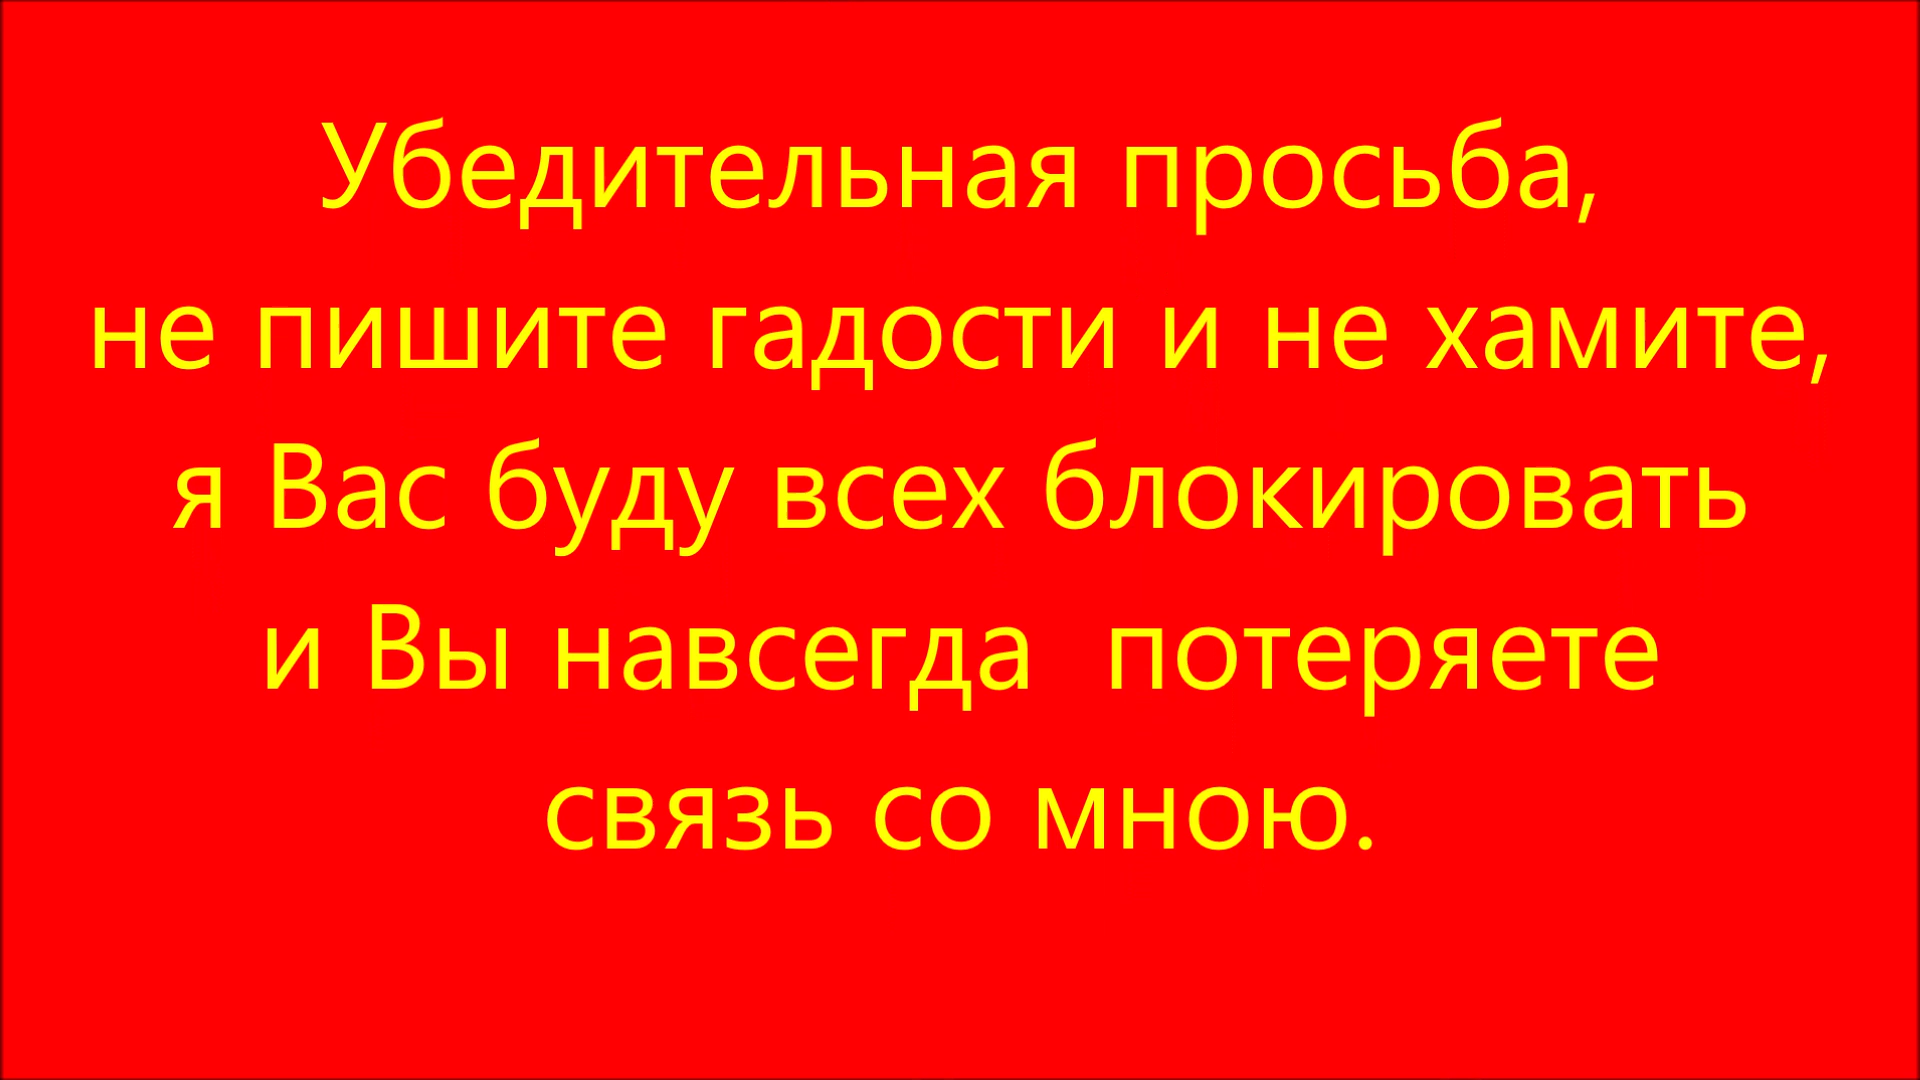 Убедительная просьба,
не пишите гадости и не хамите,
я Вас буду всех блокировать
и Вы навсегда  потеряете
связь со мною.